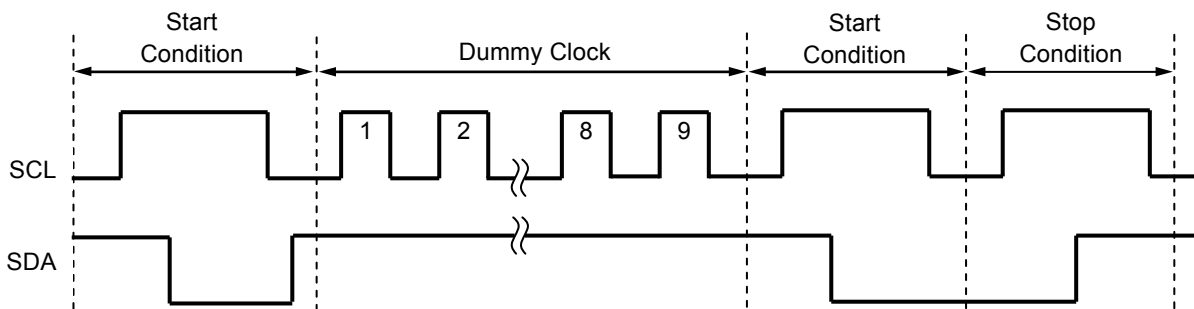 Start
Condition
Dummy Clock
Start
Condition
Stop
Condition
SCL
1 2 8 9
SDA